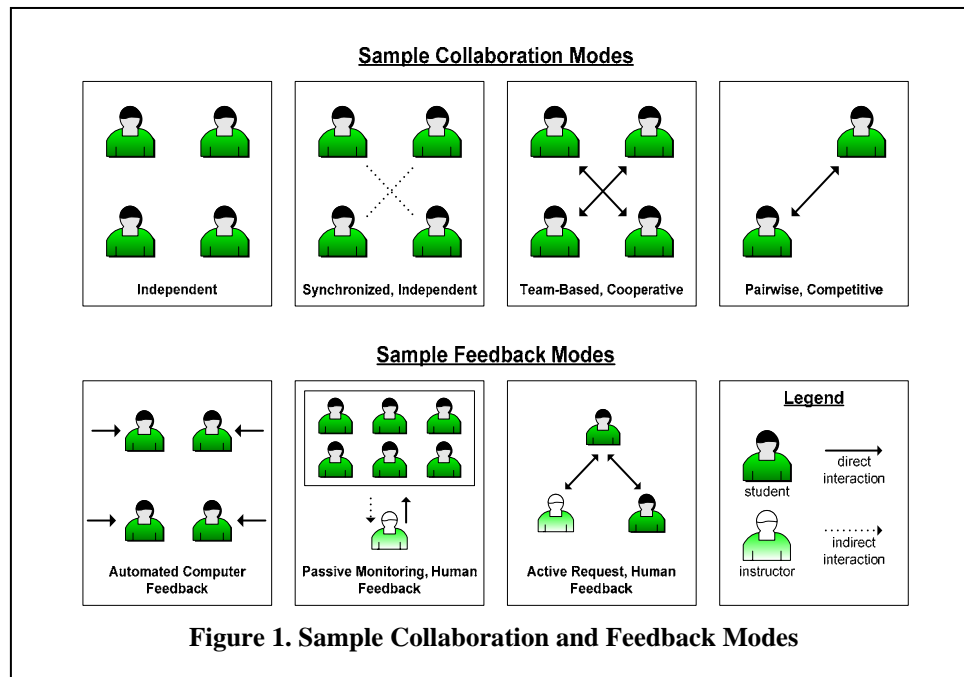 Sample Collaboration Modes
Independent
Synchronized, Independent
Team-Based, Cooperative
Pairwise, Competitive
Sample Feedback Modes
Automated Computer
Feedback
Passive Monitoring, Human
Feedback
Active Request, Human
Feedback
Legend
student
direct
interaction
instructor
indirect
interaction
Figure 1. Sample Collaboration and Feedback Modes